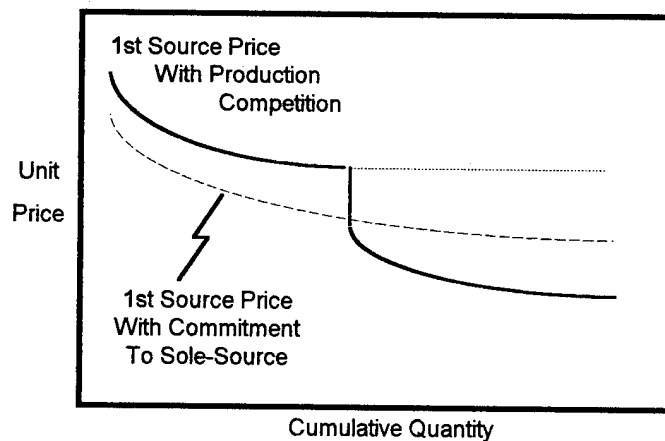 1st Source Price
With Production
Competition
Unit
Price
1st Source Price
With Commitment
To Sole-Source
Cumulative Quantity